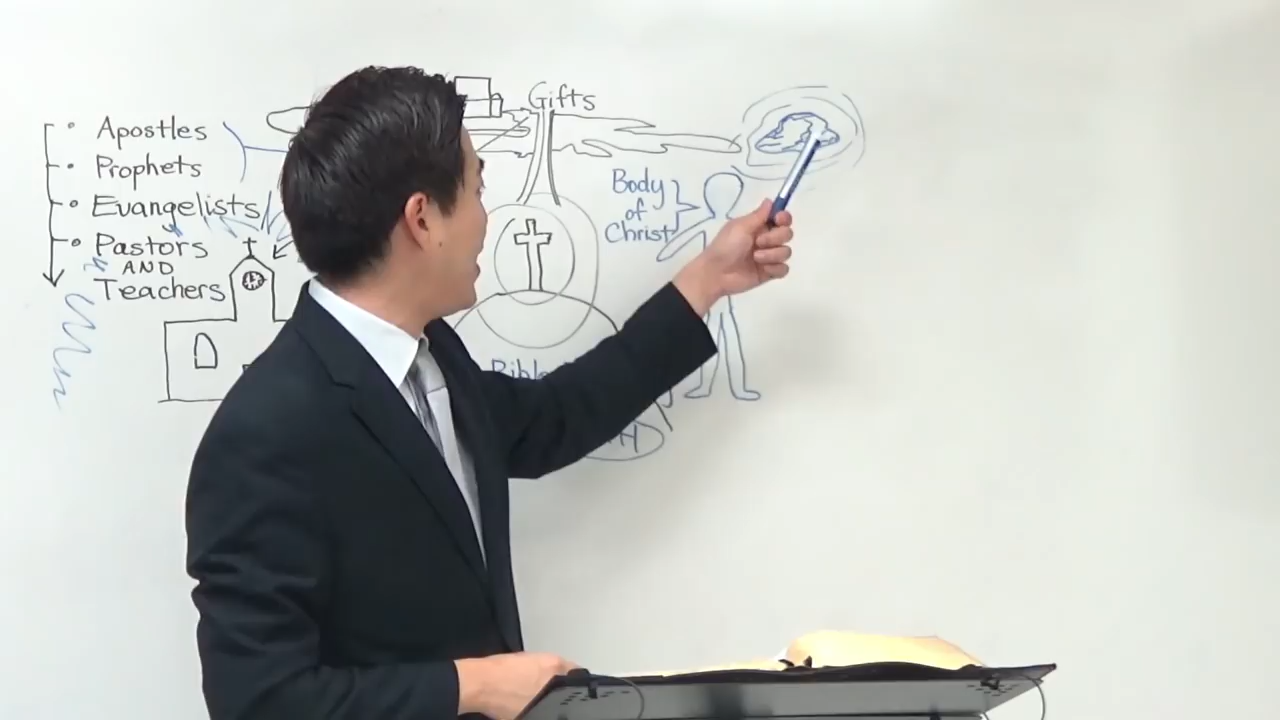 Apostles
Prophets
Evangelists
Pastors
AND
Teachers
Gifts
Body
of
Christ